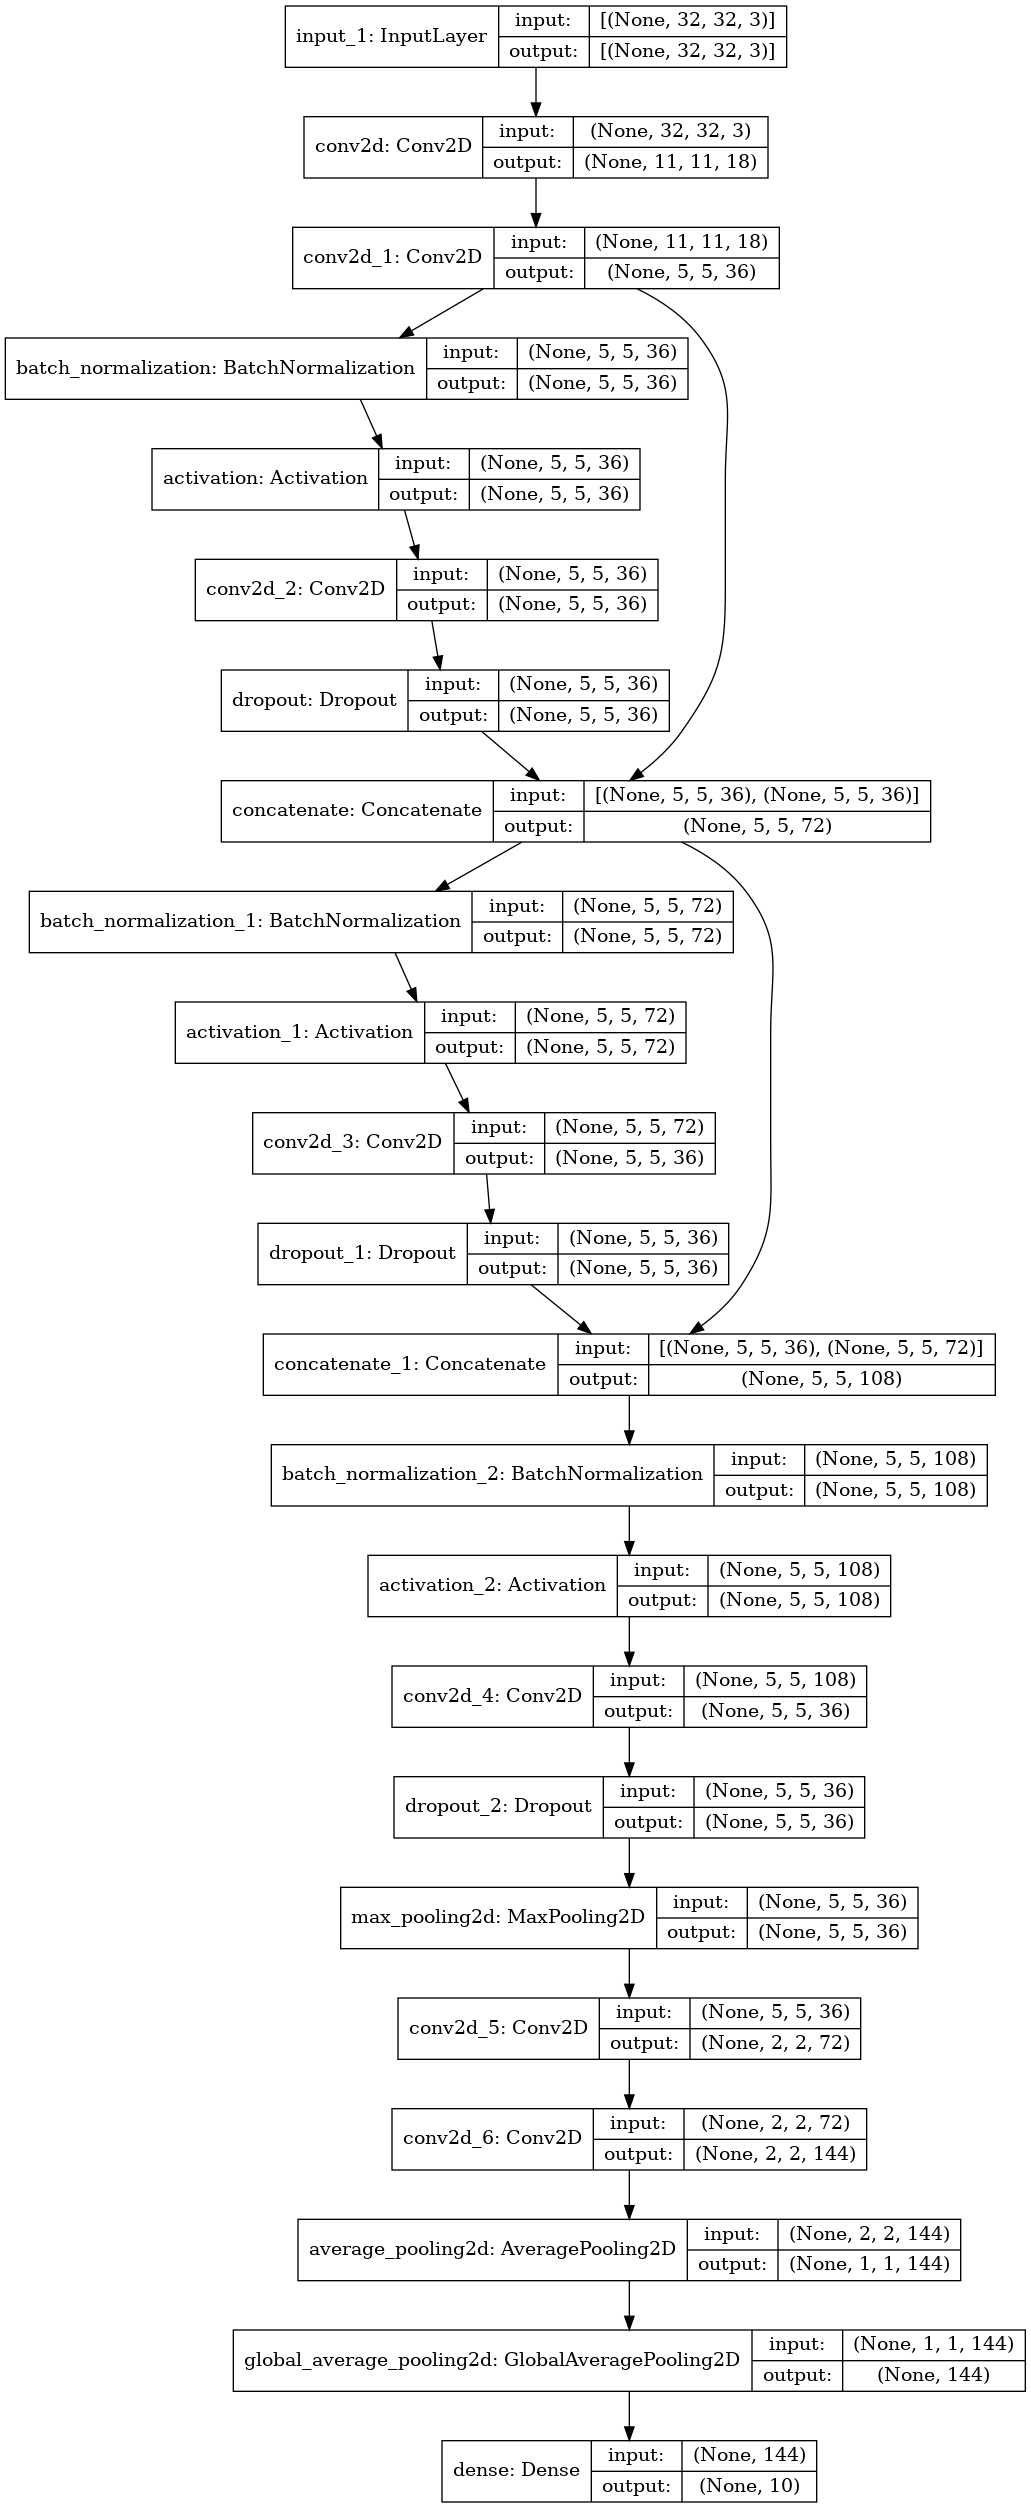 input_1: InputLayer
input:
[(None, 32, 32, 3)]
output:
[(None, 32, 32, 3)]
conv2d: Conv2D
input:
(None, 32, 32, 3)
output:
(None, 11, 11, 18)
conv2d_1: Conv2D
input:
(None, 11, 11, 18)
output:
(None, 5, 5, 36)
batch_normalization: BatchNormalization
input:
(None, 5, 5, 36)
output:
(None, 5, 5, 36)
activation: Activation
input:
(None, 5, 5, 36)
output:
(None, 5, 5, 36)
conv2d_2: Conv2D
input:
(None, 5, 5, 36)
output:
(None, 5, 5, 36)
dropout: Dropout
input:
(None, 5, 5, 36)
output:
(None, 5, 5, 36)
concatenate: Concatenate
input:
[(None, 5, 5, 36), (None, 5, 5, 36)]
output:
(None, 5, 5, 72)
batch_normalization_1: BatchNormalization
input:
(None, 5, 5, 72)
output:
(None, 5, 5, 72)
activation_1: Activation
input:
(None, 5, 5, 72)
output:
(None, 5, 5, 72)
conv2d_3: Conv2D
input:
(None, 5, 5, 72)
output:
(None, 5, 5, 36)
dropout_1: Dropout
input:
(None, 5, 5, 36)
output:
(None, 5, 5, 36)
concatenate_1: Concatenate
input:
[(None, 5, 5, 36), (None, 5, 5, 72)]
output:
(None, 5, 5, 108)
batch_normalization_2: BatchNormalization
input:
(None, 5, 5, 108)
output:
(None, 5, 5, 108)
activation_2: Activation
input:
(None, 5, 5, 108)
output:
(None, 5, 5, 108)
conv2d_4: Conv2D
input:
(None, 5, 5, 108)
output:
(None, 5, 5, 36)
dropout_2: Dropout
input:
(None, 5, 5, 36)
output:
(None, 5, 5, 36)
max_pooling2d: MaxPooling2D
input:
(None, 5, 5, 36)
output:
(None, 5, 5, 36)
conv2d_5: Conv2D
input:
(None, 5, 5, 36)
output:
(None, 2, 2, 72)
conv2d_6: Conv2D
input:
(None, 2, 2, 72)
output:
(None, 2, 2, 144)
average_pooling2d: AveragePooling2D
input:
(None, 2, 2, 144)
output:
(None, 1, 1, 144)
global_average_pooling2d: GlobalAveragePooling2D
input:
(None, 1, 1, 144)
output:
(None, 144)
dense: Dense
input:
(None, 144)
output:
(None, 10)